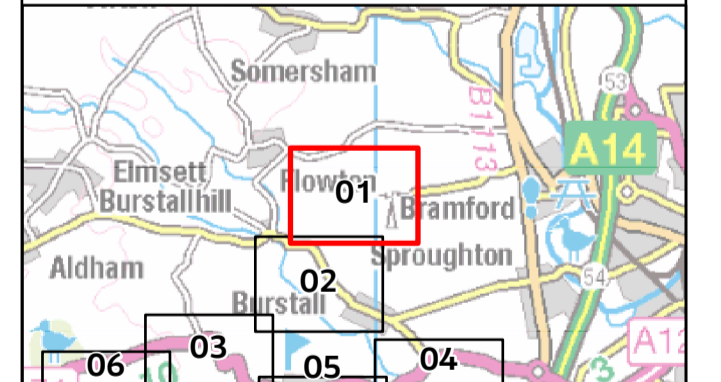 Somersham
53
B1113
A14
Elmsett
Flowton
01
Burstallhill
Bramford
Sproughton
Aldham
02
54
Burstall
03
A12
04
06
05